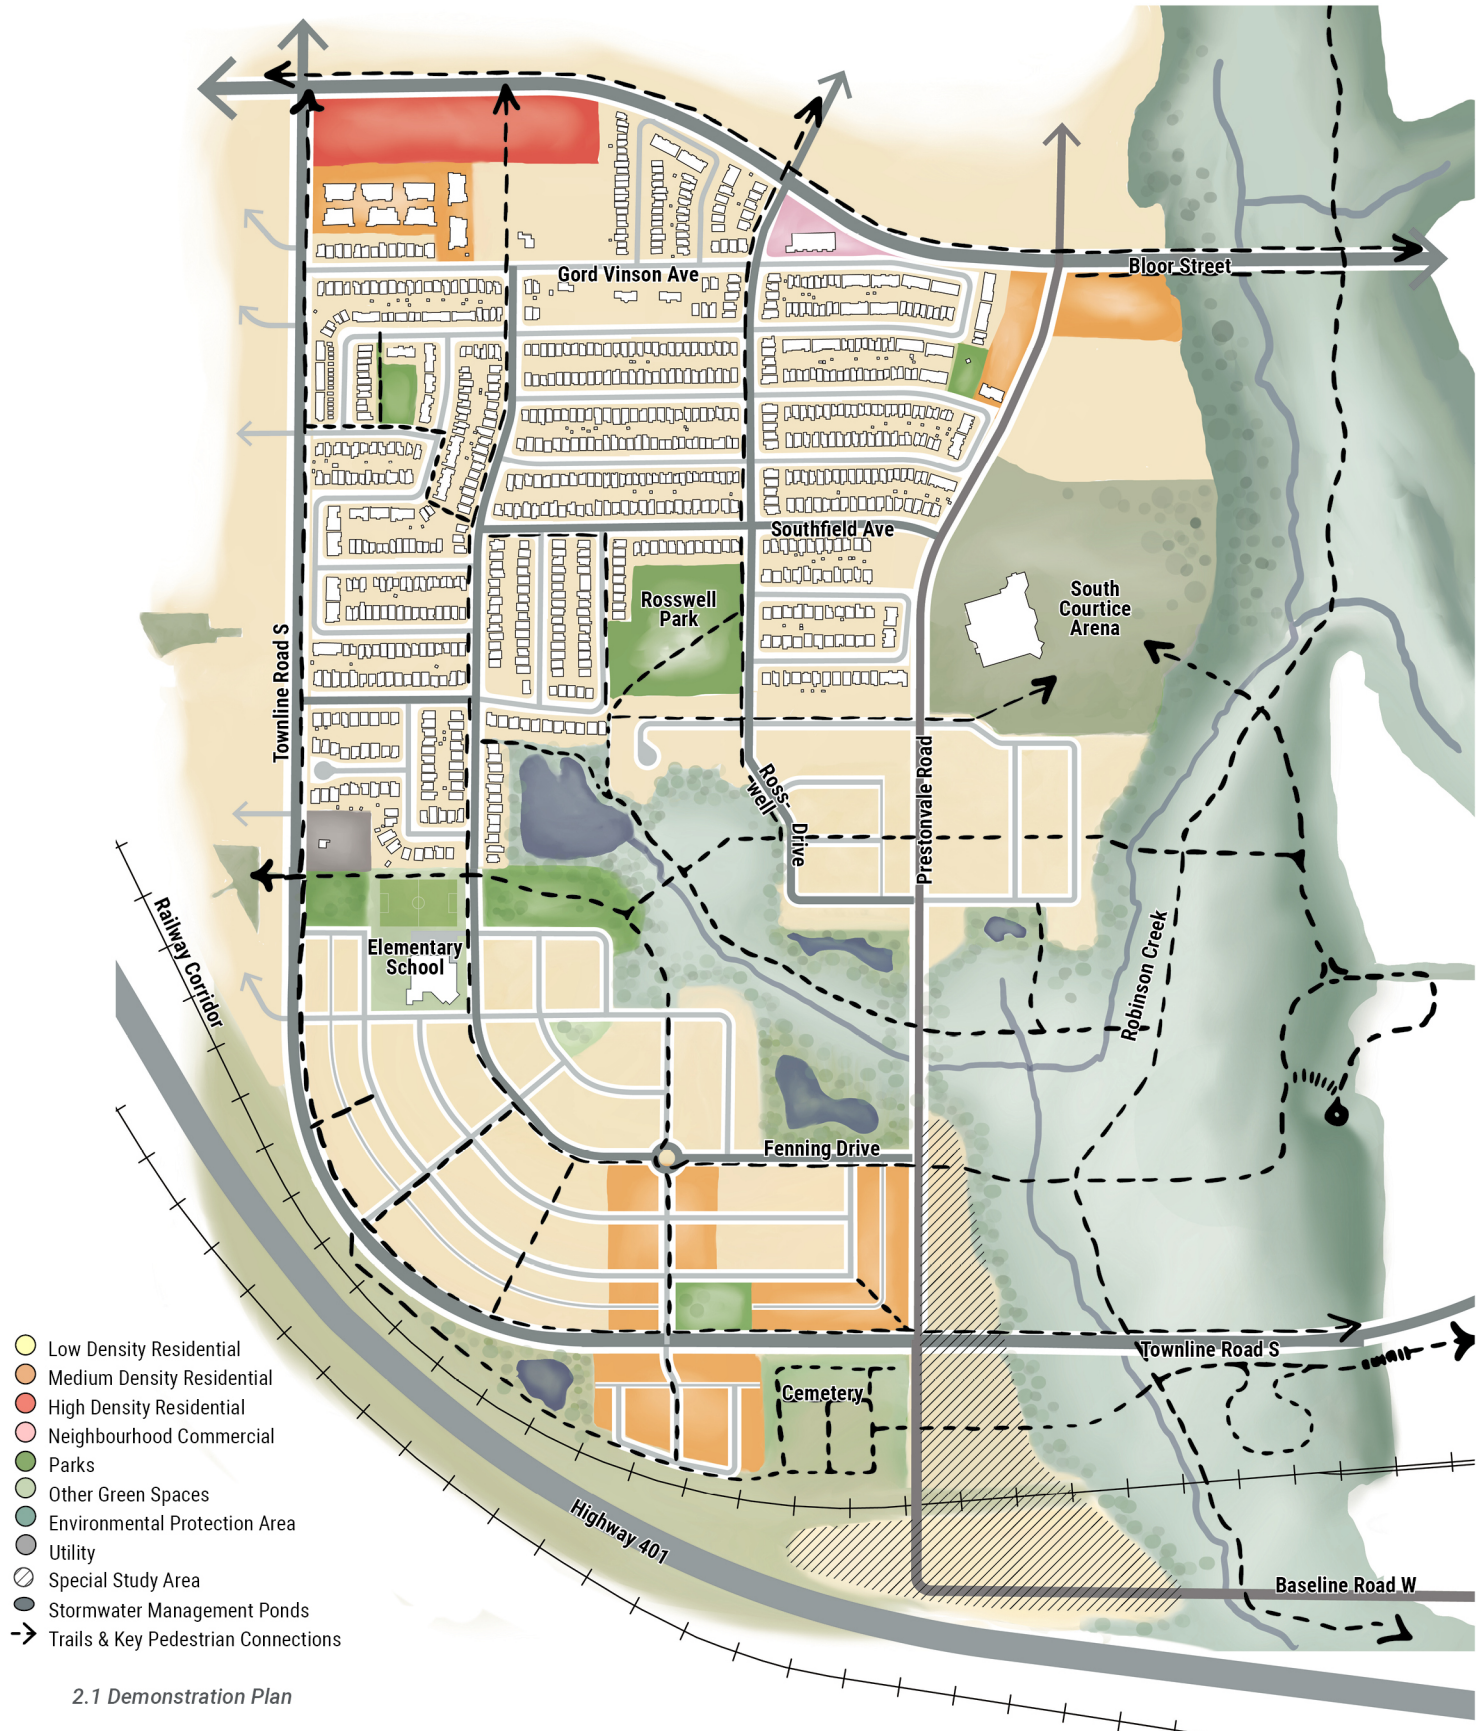 Gord Vinson Ave
Bloor Street
Southfield Ave
Rosswell
Park
South
Courtice
Arena
Townline Road S
Ross-
well
Drive
Prestonvale Road
Railway Corridor
Elementary
School
Robinson Creek
Fenning Drive
Townline Road S
Cemetery
Highway 401
Baseline Road W
Low Density Residential
Medium Density Residential
High Density Residential
Neighbourhood Commercial
Parks
Other Green Spaces
Environmental Protection Area
Utility
Special Study Area
Stormwater Management Ponds
Trails & Key Pedestrian Connections
2.1 Demonstration Plan